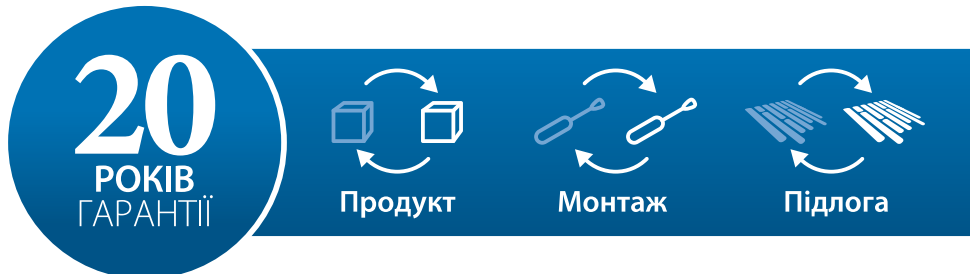 20
РОКІВ
ГАРАНТІЇ
Продукт
Монтаж
Підлога